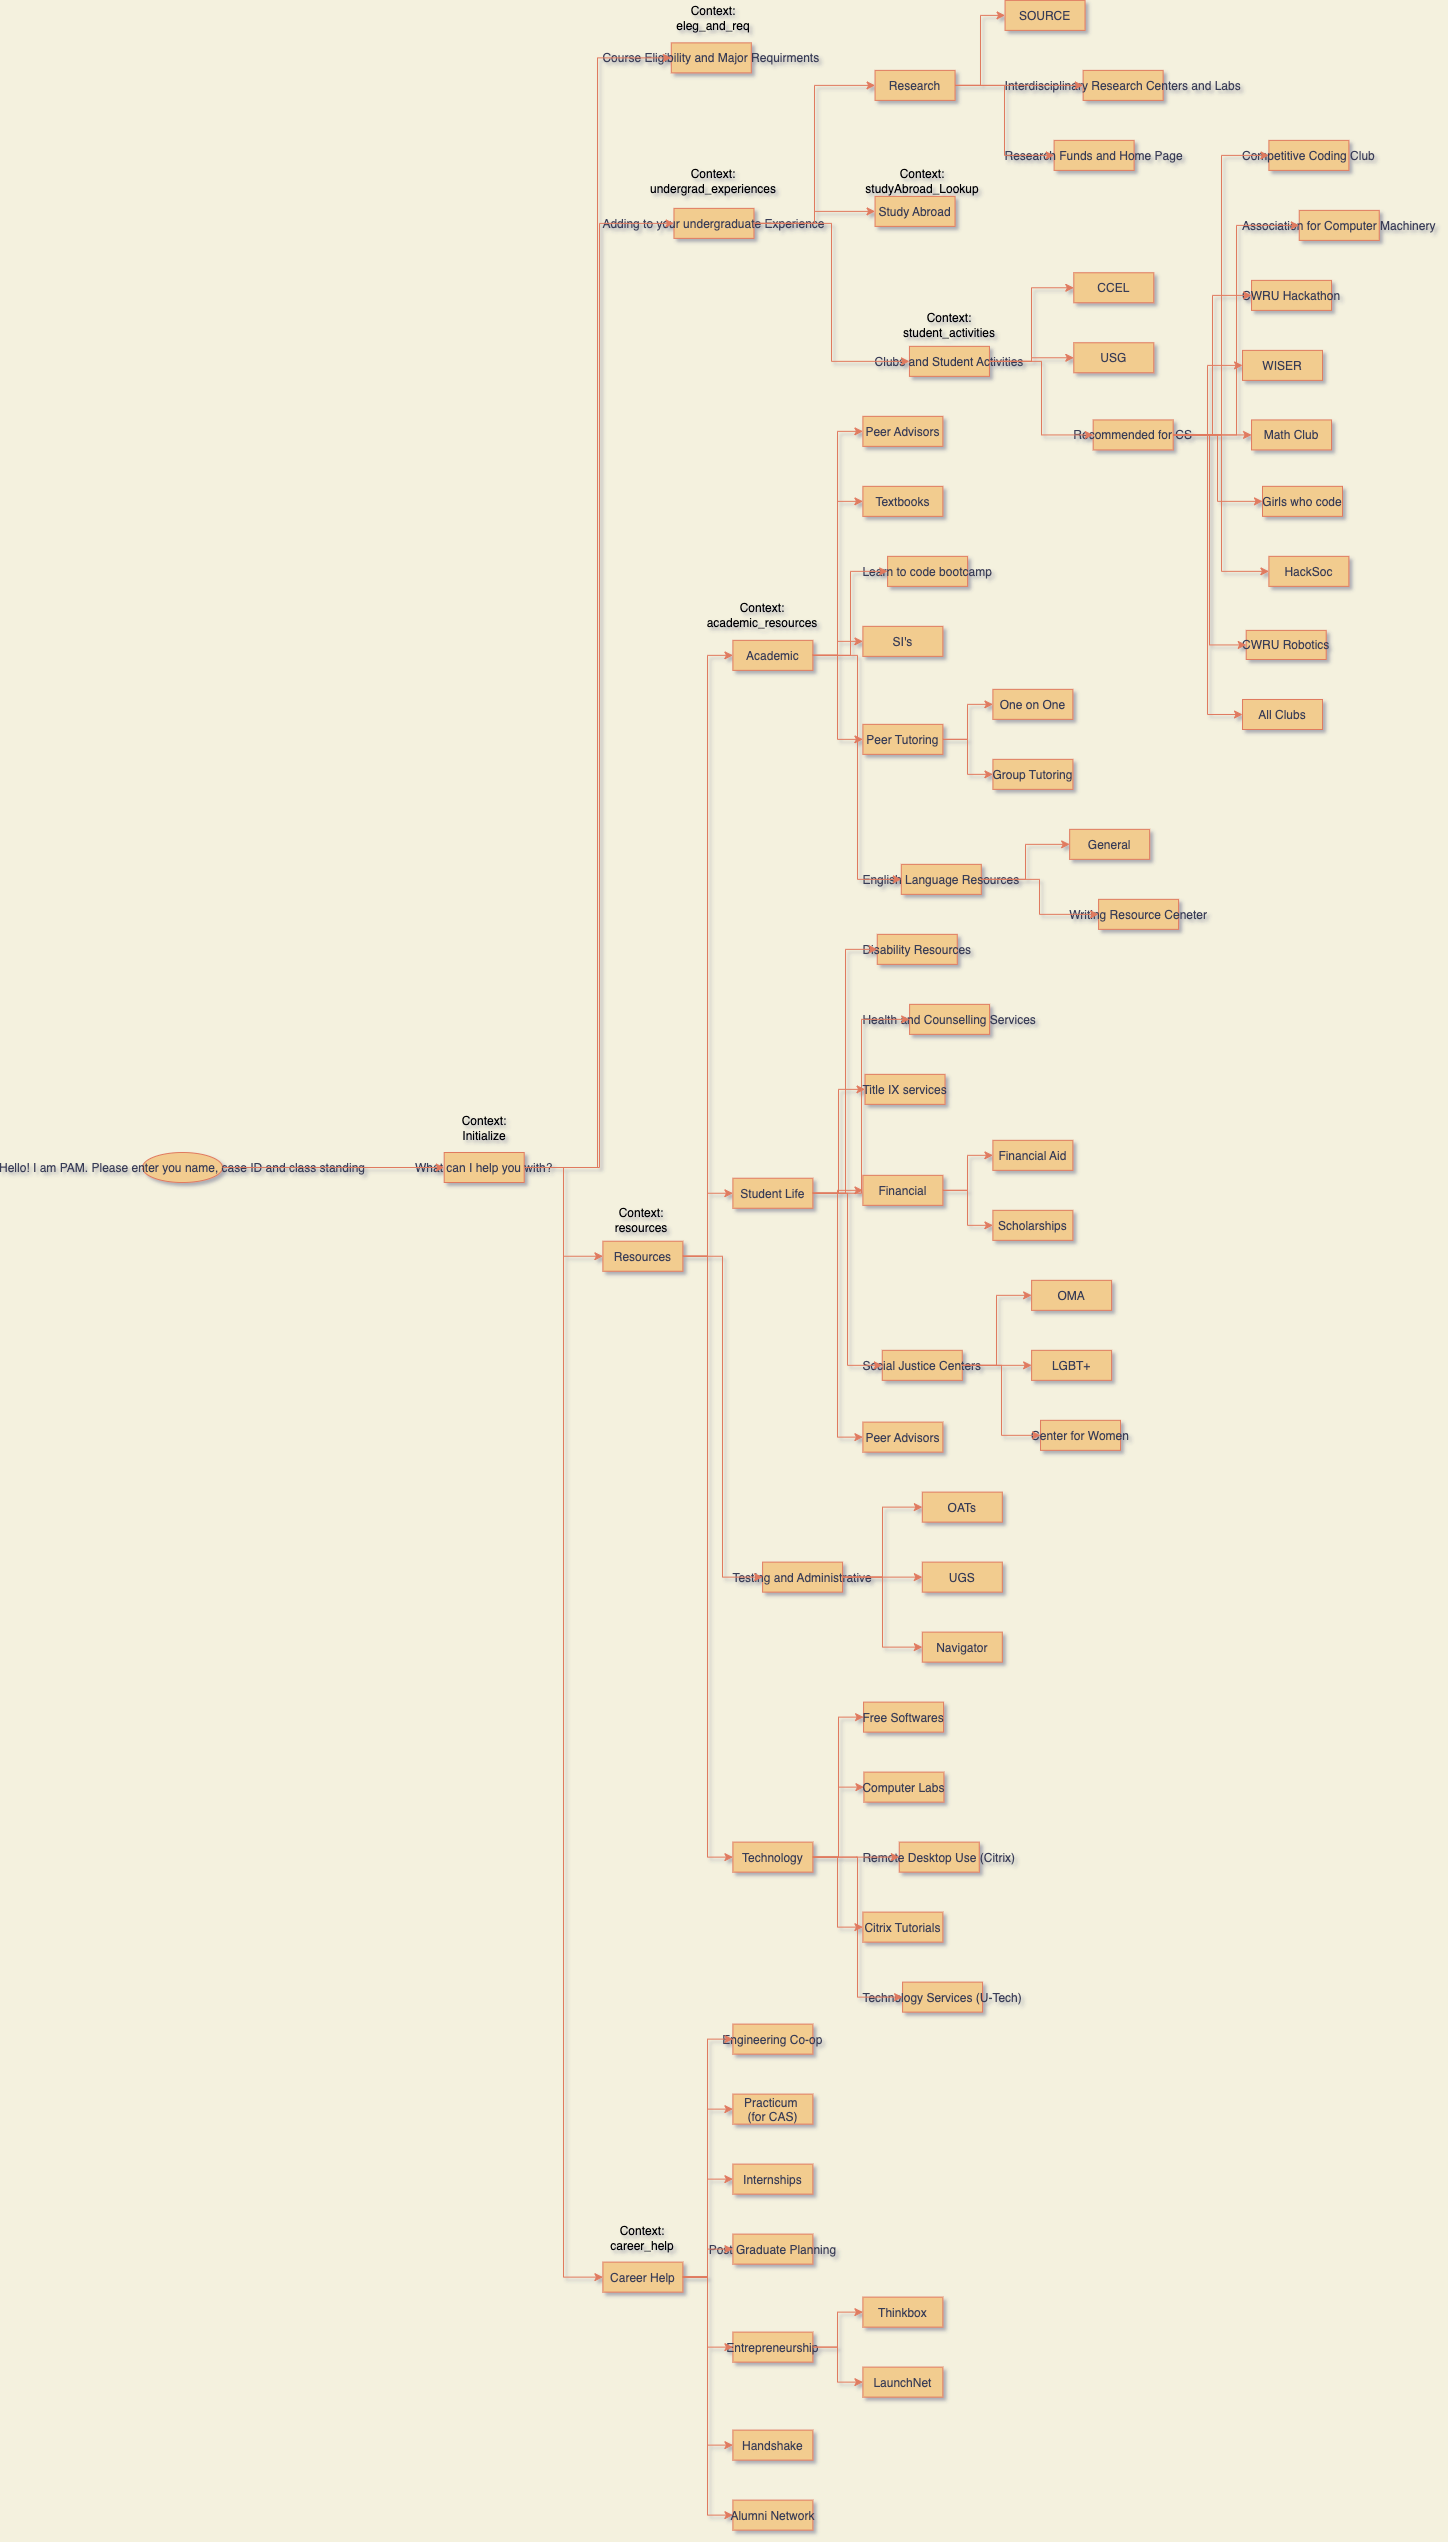 SOURCE
Context:
eleg_and_req
Course Eligibility and Major Requirments
Research
Interdisciplinary Research Centers and Labs
Research Funds and Home Page
Competitive Coding Club
Context:
undergrad_experiences
Context:
studyAbroad_Lookup
Study Abroad
Adding to your undergraduate Experience
Association for Computer Machinery
CCEL
CWRU Hackathon
Context:
student_activities
Clubs and Student Activities
USG
WISER
Peer Advisors
Recommended for CS
Math Club
Textbooks
Girls who code
Learn to code bootcamp
HackSoc
Context:
academic_resources
Academic
SI's
CWRU Robotics
One on One
All Clubs
Peer Tutoring
Group Tutoring
General
English Language Resources
Writing Resource Ceneter
Disability Resources
Health and Counselling Services
Title IX services
Context:
Initialize
Hello! I am PAM. Please enter you name, case ID and class standing
What can I help you with?
Financial Aid
Student Life
Financial
Scholarships
Context:
resources
Resources
OMA
Social Justice Centers
LGBT+
Center for Women
Peer Advisors
OATs
Testing and Administrative
UGS
Navigator
Free Softwares
Computer Labs
Technology
Remote Desktop Use (Citrix)
Citrix Tutorials
Technology Services (U-Tech)
Engineering Co-op
Practicum
(for CAS)
Internships
Context:
career_help
Career Help
Post Graduate Planning
Thinkbox
Entrepreneurship
LaunchNet
Handshake
Alumni Network